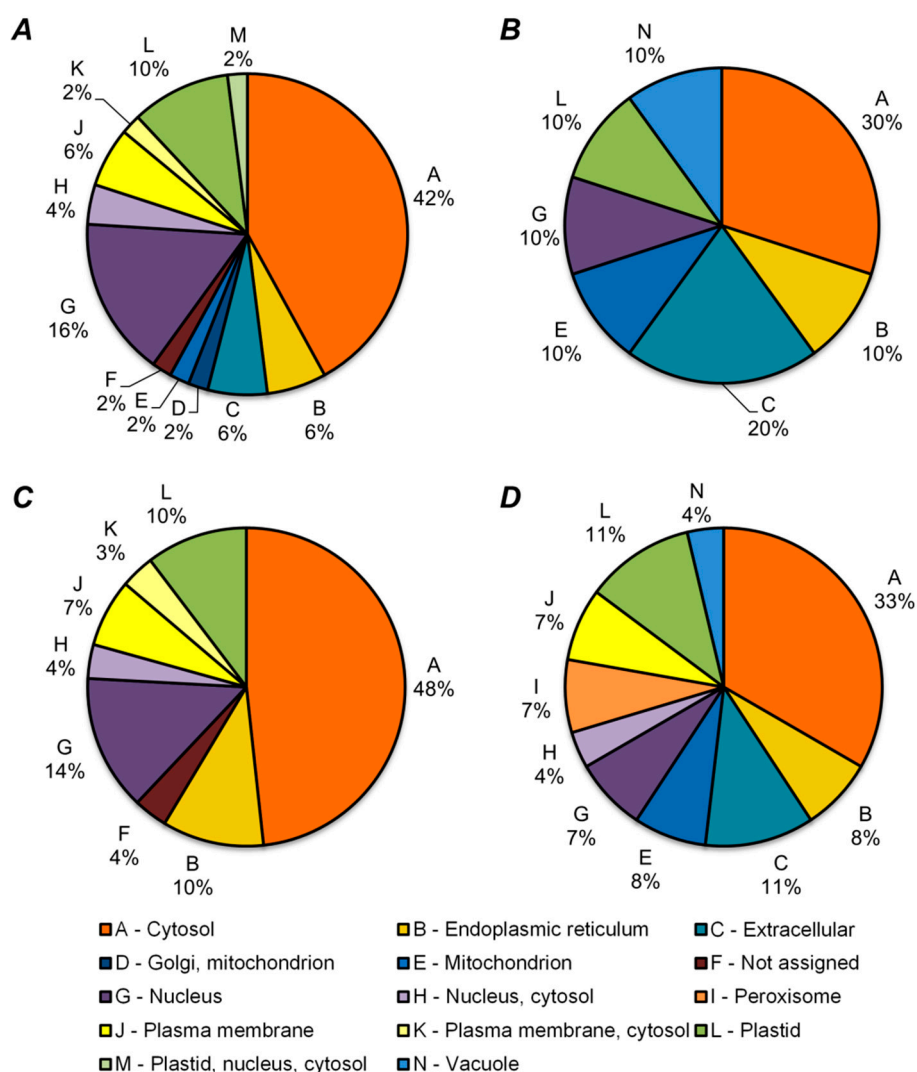 A
A
42%
B
6%
C
6%
D
2%
E
2%
F
2%
G
16%
H
4%
J
6%
K
2%
L
10%
M
2%
B
A
30%
B
10%
C
20%
E
10%
G
10%
L
10%
N
10%
C
A
48%
B
10%
F
4%
G
14%
H
4%
J
7%
K
3%
L
10%
D
A
33%
B
8%
C
11%
E
8%
G
7%
H
4%
I
7%
J
7%
L
11%
N
4%
A - Cytosol
B - Endoplasmic reticulum
C - Extracellular
D - Golgi, mitochondrion
E - Mitochondrion
F - Not assigned
G - Nucleus
H - Nucleus, cytosol
I - Peroxisome
J - Plasma membrane
K - Plasma membrane, cytosol
L - Plastid
M - Plastid, nucleus, cytosol
N - Vacuole